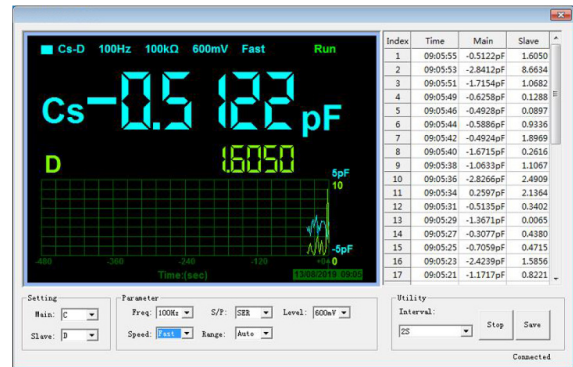 Cs-D 100Hz 100kΩ 600mV Fast Run
Cs -0.5122 pF
D 1.6050
5pF
10
-5pF
-480 -360 -240 -120 +0 0
Time:(sec) 13/08/2019 09:05
Index Time Main Slave
1 09:05:55 -0.5122pF 1.6050
2 09:05:53 -2.8412pF 8.6634
3 09:05:51 -1.7154pF 1.0682
4 09:05:49 -0.6258pF 0.1288
5 09:05:46 -0.4928pF 0.0897
6 09:05:44 -0.5886pF 0.9336
7 09:05:42 -0.4924pF 1.8969
8 09:05:40 -1.6715pF 0.2616
9 09:05:38 -1.0633pF 1.1067
10 09:05:36 -2.8266pF 2.4909
11 09:05:34 0.2597pF 2.1364
12 09:05:31 -0.5135pF 0.3402
13 09:05:29 -1.3671pF 0.0065
14 09:05:27 -0.3077pF 0.4380
15 09:05:25 -0.7059pF 0.4715
16 09:05:23 -2.4239pF 1.5856
17 09:05:21 -1.1717pF 0.8221
Setting
Main: C
Slave: D
Parameter
Freq: 100Hz S/P: SER Level: 600mV
Speed: Fast Range: Auto
Utility
Interval:
2S Stop Save
Connected